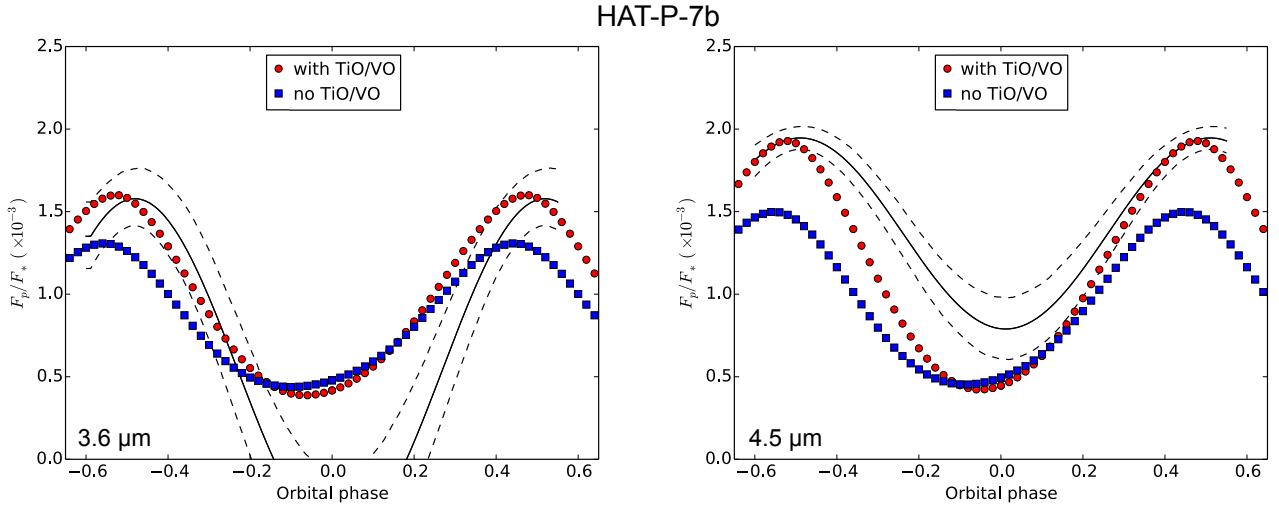 HAT-P-7b
2.5
2.0
1.5
1.0
0.5
0.0
F_p/F_* (×10^{-3})
with TiO/VO
no TiO/VO
3.6 μm
−0.6 −0.4 −0.2 0.0 0.2 0.4 0.6
Orbital phase
2.5
2.0
1.5
1.0
0.5
0.0
F_p/F_* (×10^{-3})
with TiO/VO
no TiO/VO
4.5 μm
−0.6 −0.4 −0.2 0.0 0.2 0.4 0.6
Orbital phase